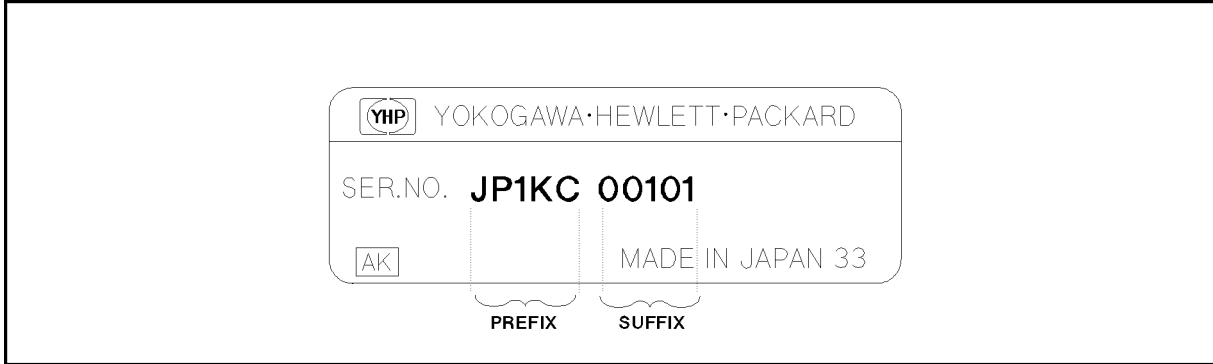 YHP YOKOGAWA•HEWLETT•PACKARD
SER.NO. JP1KC 00101
AK MADE IN JAPAN 33
PREFIX SUFFIX